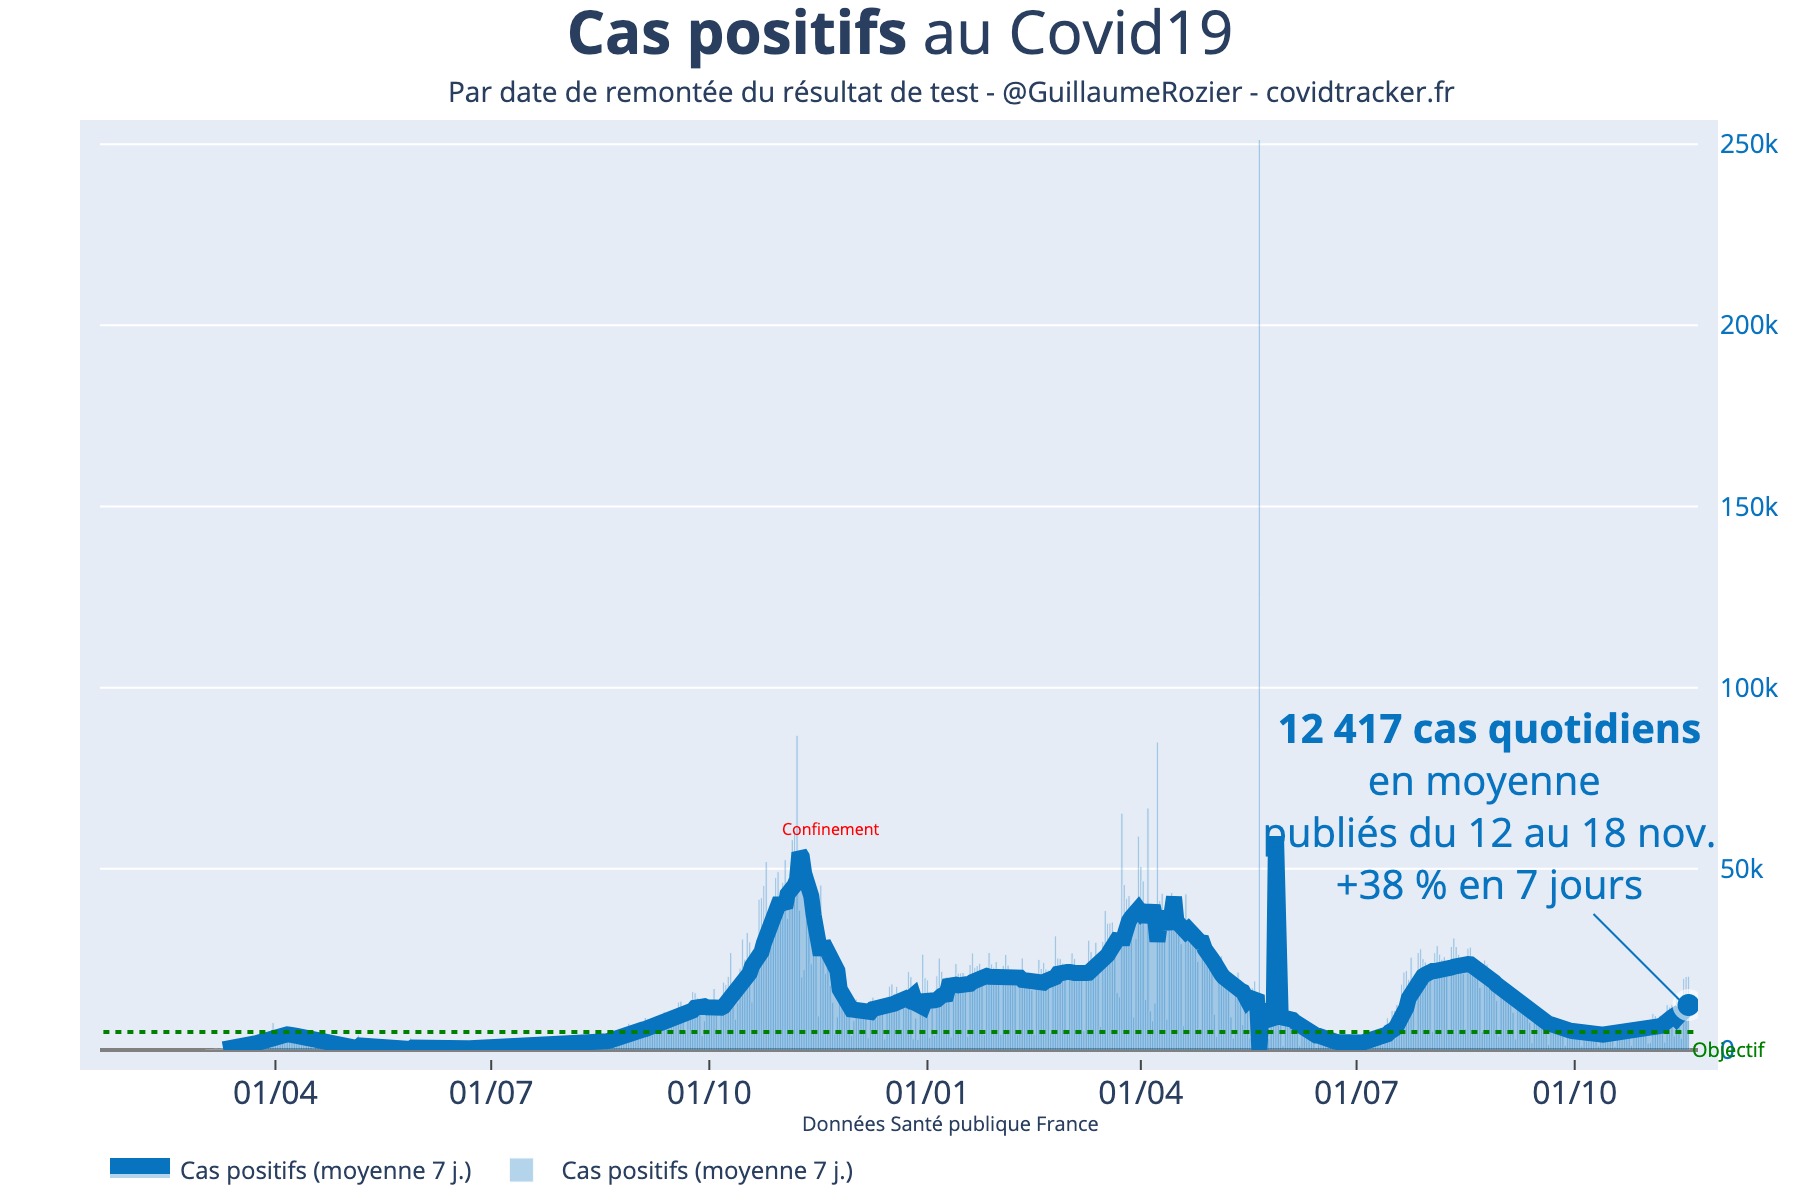 Cas positifs au Covid19
Par date de remontée du résultat de test - @GuillaumeRozier - covidtracker.fr
250k
200k
150k
100k
12 417 cas quotidiens
en moyenne
publiés du 12 au 18 nov.
+38 % en 7 jours
Confinement
50k
0
Objectif
01/04
01/07
01/10
01/01
01/04
01/07
01/10
Données Santé publique France
Cas positifs (moyenne 7 j.)
Cas positifs (moyenne 7 j.)